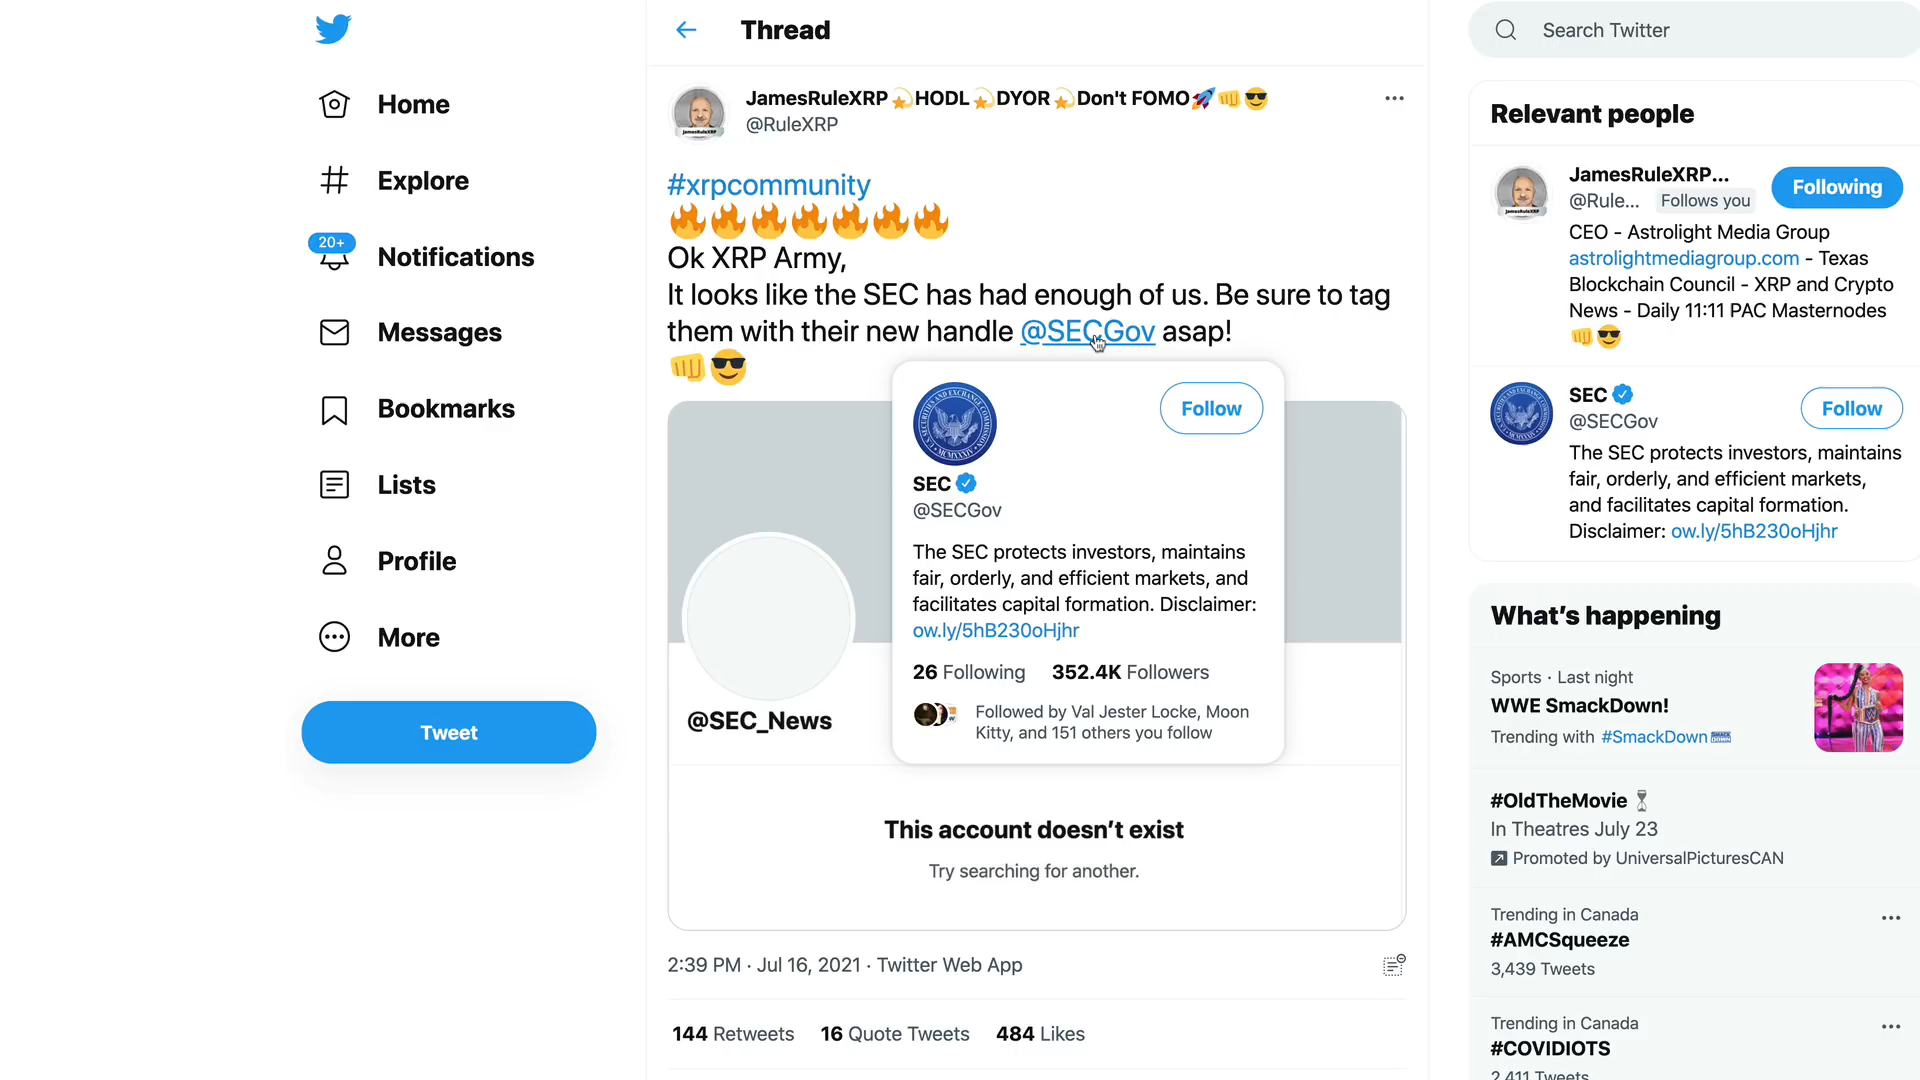 Home
Explore
20+
Notifications
Messages
Bookmarks
Lists
Profile
More
Tweet
Thread
JamesRuleXRP💫HODL💫DYOR💫Don't FOMO🚀👊😎
@RuleXRP
#xrpcommunity
🔥🔥🔥🔥🔥🔥🔥
Ok XRP Army,
It looks like the SEC has had enough of us. Be sure to tag
them with their new handle @SECGov asap!
👊😎
Follow
SEC
@SECGov
The SEC protects investors, maintains
fair, orderly, and efficient markets, and
facilitates capital formation. Disclaimer:
ow.ly/5hB230oHjhr
26 Following 352.4K Followers
Followed by Val Jester Locke, Moon
Kitty, and 151 others you follow
@SEC_News
This account doesn’t exist
Try searching for another.
2:39 PM · Jul 16, 2021 · Twitter Web App
144 Retweets 16 Quote Tweets 484 Likes
Search Twitter
Relevant people
JamesRuleXRP...
@Rule... Follows you
Following
CEO - Astrolight Media Group
astrolightmediagroup.com - Texas
Blockchain Council - XRP and Crypto
News - Daily 11:11 PAC Masternodes
👊😎
SEC
@SECGov
Follow
The SEC protects investors, maintains
fair, orderly, and efficient markets,
and facilitates capital formation.
Disclaimer: ow.ly/5hB230oHjhr
What’s happening
Sports · Last night
WWE SmackDown!
Trending with #SmackDown
#OldTheMovie
In Theatres July 23
Promoted by UniversalPicturesCAN
Trending in Canada
#AMCSqueeze
3,439 Tweets
Trending in Canada
#COVIDIOTS
2,411 Tweets